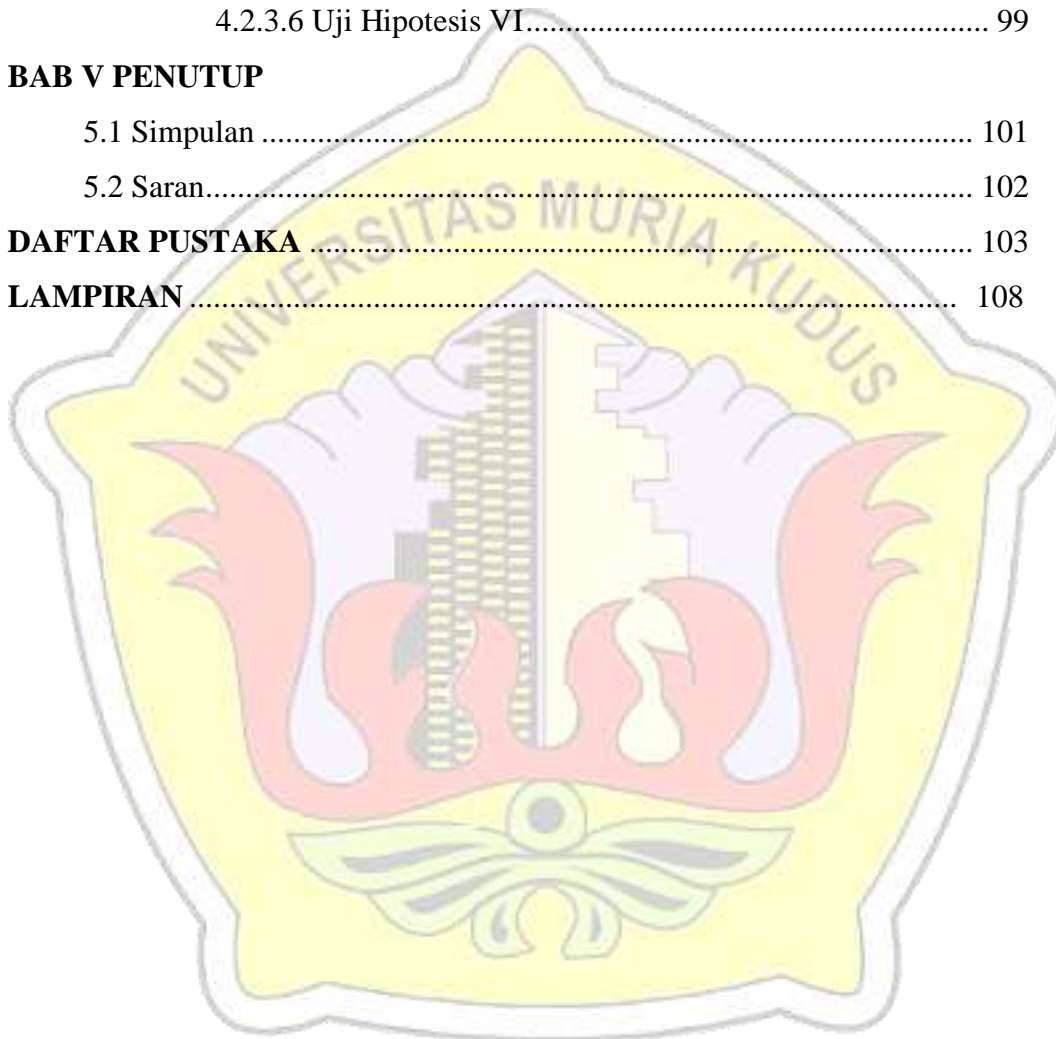 4.2.3.6 Uji Hipotesis VI........................................................ 99
BAB V PENUTUP
5.1 Simpulan ...................................................................................... 101
5.2 Saran............................................................................................. 102
DAFTAR PUSTAKA ................................................................................ 103
LAMPIRAN ............................................................................................. 108
UNIVERSITAS MURIA KUDUS